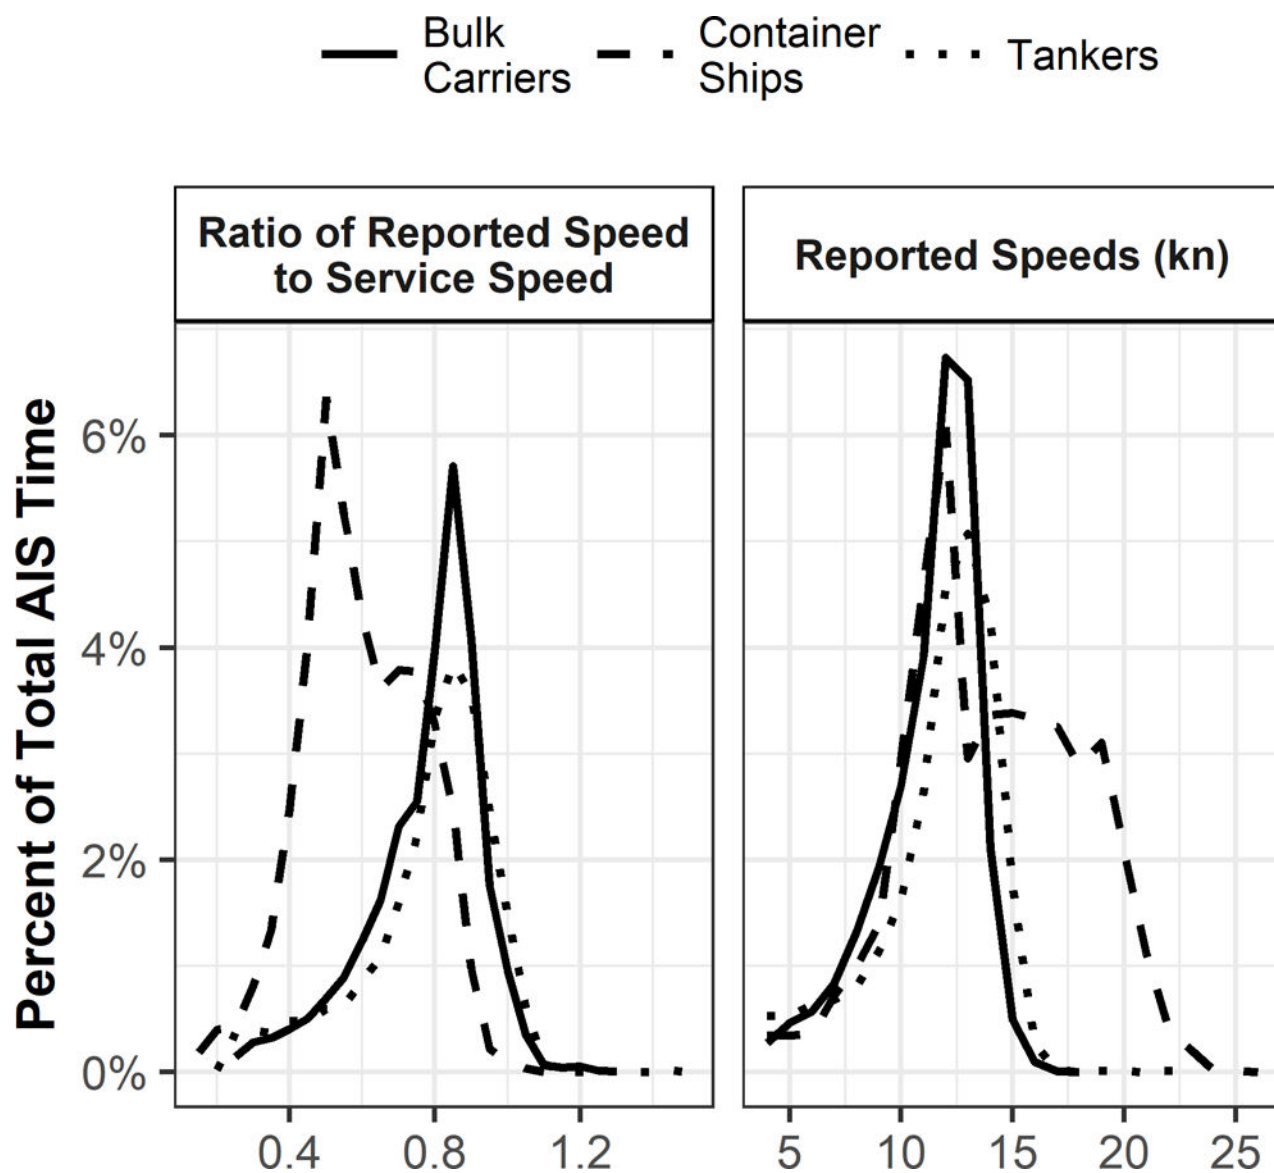 Bulk
Carriers
Container
Ships
Tankers
Ratio of Reported Speed
to Service Speed
Reported Speeds (kn)
Percent of Total AIS Time
6%
4%
2%
0%
0.4 0.8 1.2
5 10 15 20 25